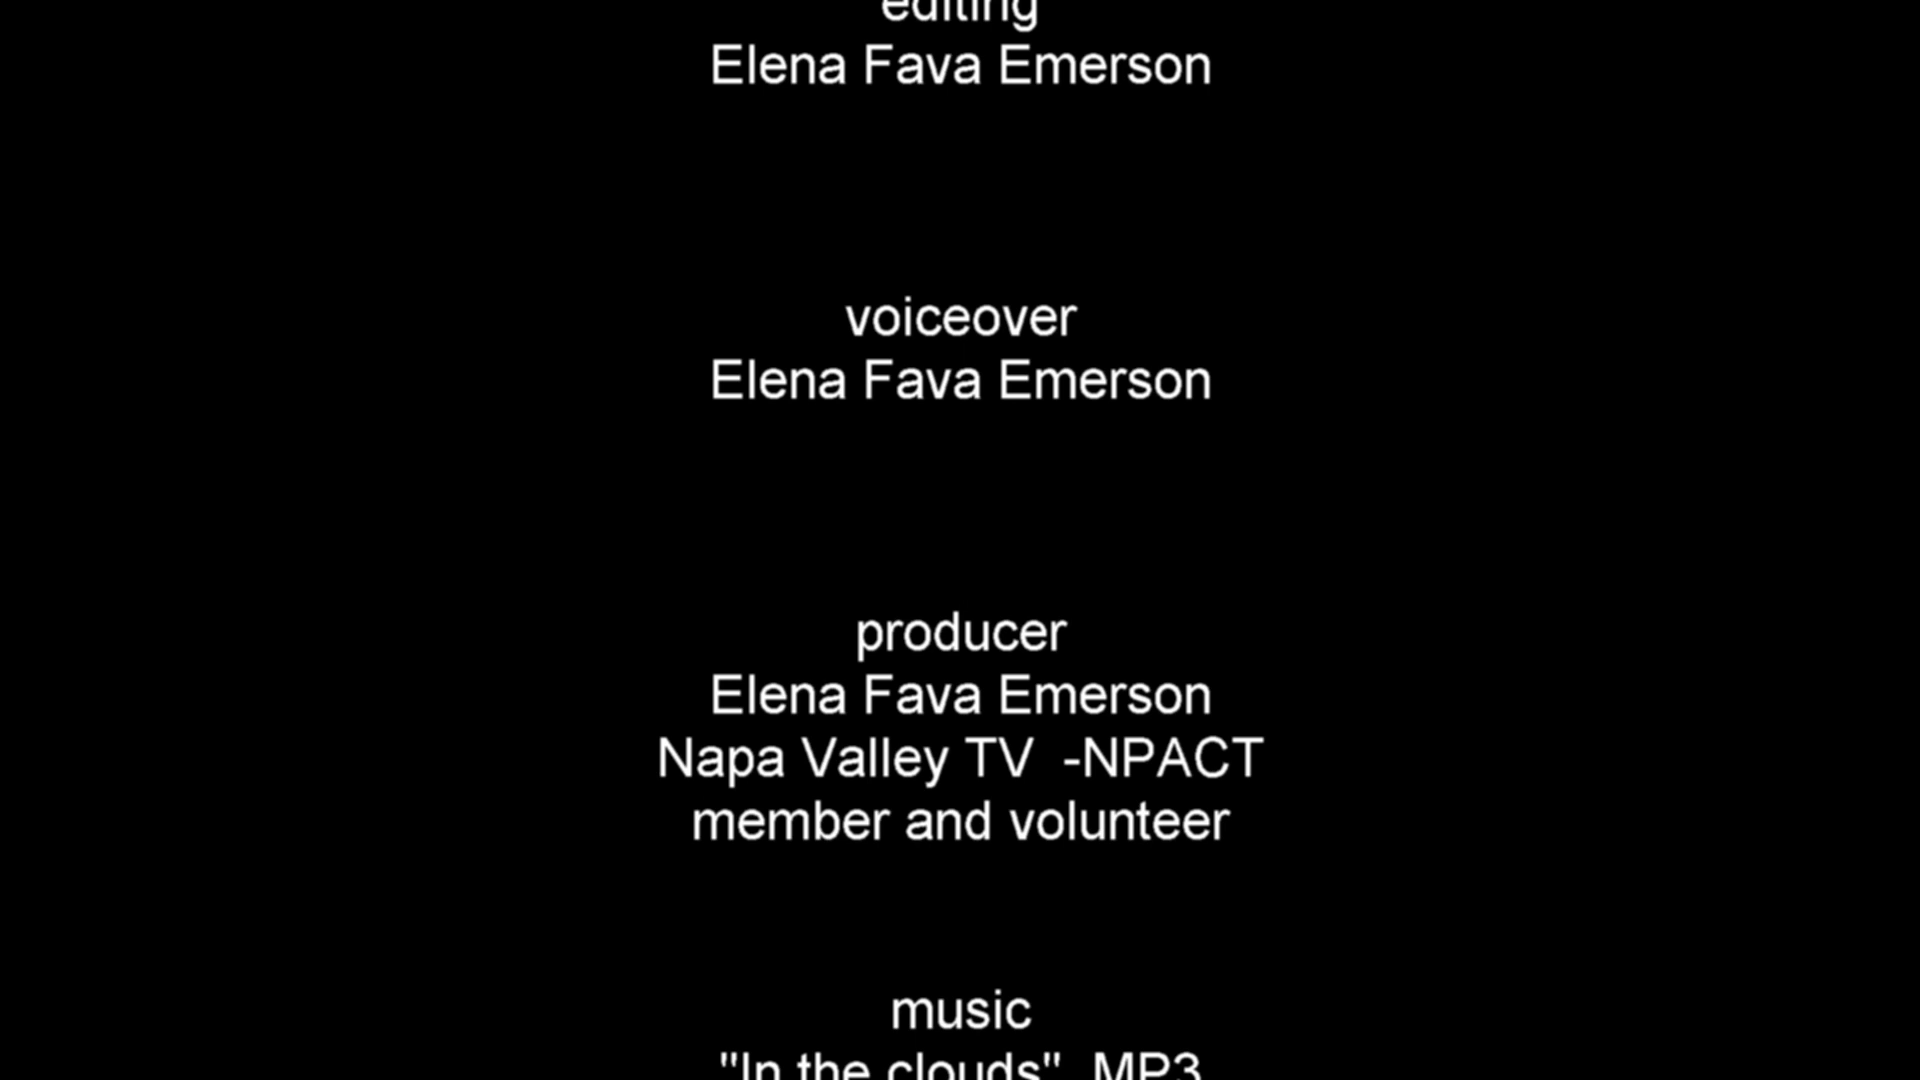 editing
Elena Fava Emerson
voiceover
Elena Fava Emerson
producer
Elena Fava Emerson
Napa Valley TV  -NPACT
member and volunteer
music
"In the clouds"  MP3